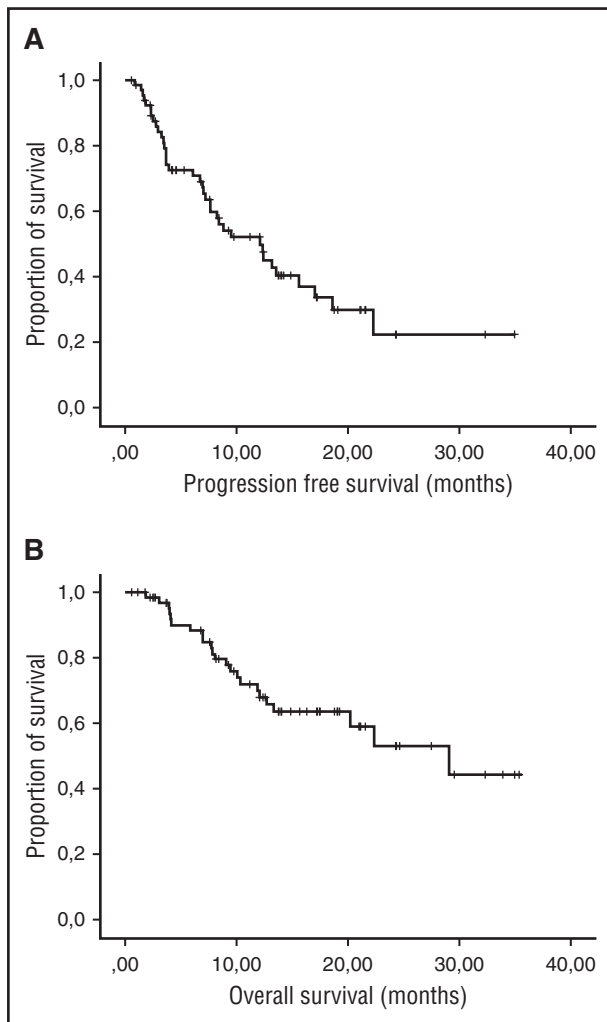 A
1,0
0,8
0,6
0,4
0,2
0,0
Proportion of survival
,00 10,00 20,00 30,00 40,00
Progression free survival (months)
B
1,0
0,8
0,6
0,4
0,2
0,0
Proportion of survival
,00 10,00 20,00 30,00 40,00
Overall survival (months)